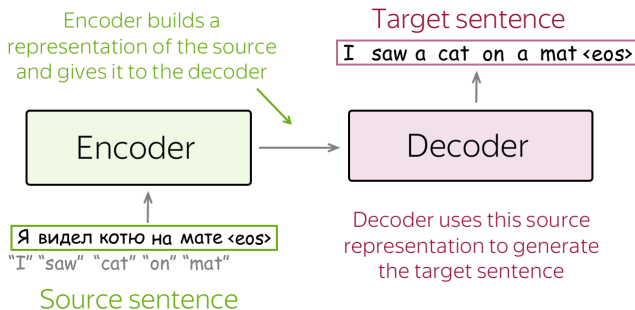 Encoder builds a
representation of the source
and gives it to the decoder
Target sentence
I saw a cat on a mat <eos>
Encoder
Decoder
Я видел котю на мате <eos>
"I" "saw" "cat" "on" "mat"
Source sentence
Decoder uses this source
representation to generate
the target sentence